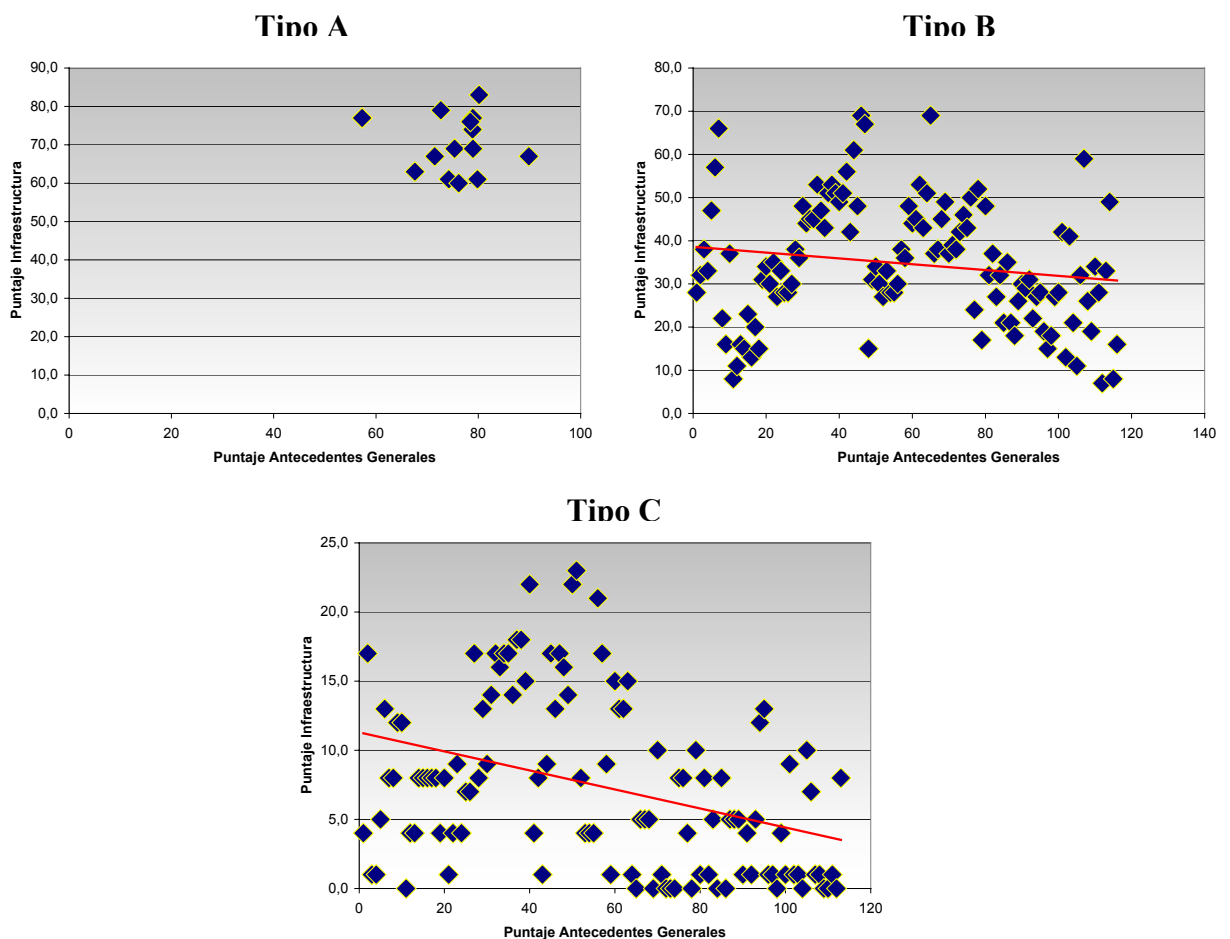 Tipo A
90,0
80,0
70,0
60,0
50,0
40,0
30,0
20,0
10,0
0,0
Puntaje Infraestructura
0 20 40 60 80 100
Puntaje Antecedentes Generales
Tipo B
80,0
70,0
60,0
50,0
40,0
30,0
20,0
10,0
0,0
Puntaje Infraestructura
0 20 40 60 80 100 120 140
Puntaje Antecedentes Generales
Tipo C
25,0
20,0
15,0
10,0
5,0
0,0
Puntaje Infraestructura
0 20 40 60 80 100 120
Puntaje Antecedentes Generales